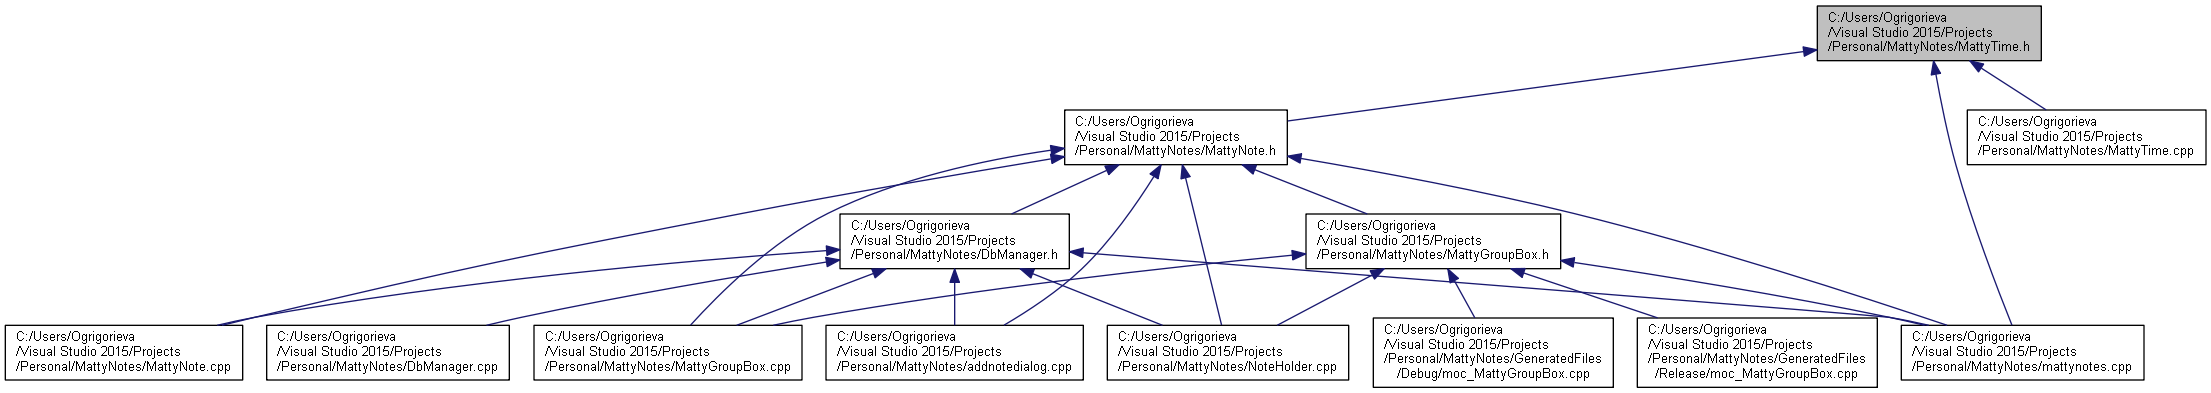 C:/Users/Ogrigorieva
/Visual Studio 2015/Projects
/Personal/MattyNotes/MattyTime.h
C:/Users/Ogrigorieva
/Visual Studio 2015/Projects
/Personal/MattyNotes/MattyNote.h
C:/Users/Ogrigorieva
/Visual Studio 2015/Projects
/Personal/MattyNotes/MattyTime.cpp
C:/Users/Ogrigorieva
/Visual Studio 2015/Projects
/Personal/MattyNotes/DbManager.h
C:/Users/Ogrigorieva
/Visual Studio 2015/Projects
/Personal/MattyNotes/MattyGroupBox.h
C:/Users/Ogrigorieva
/Visual Studio 2015/Projects
/Personal/MattyNotes/MattyNote.cpp
C:/Users/Ogrigorieva
/Visual Studio 2015/Projects
/Personal/MattyNotes/DbManager.cpp
C:/Users/Ogrigorieva
/Visual Studio 2015/Projects
/Personal/MattyNotes/MattyGroupBox.cpp
C:/Users/Ogrigorieva
/Visual Studio 2015/Projects
/Personal/MattyNotes/addnotedialog.cpp
C:/Users/Ogrigorieva
/Visual Studio 2015/Projects
/Personal/MattyNotes/NoteHolder.cpp
C:/Users/Ogrigorieva
/Visual Studio 2015/Projects
/Personal/MattyNotes/GeneratedFiles
/Debug/moc_MattyGroupBox.cpp
C:/Users/Ogrigorieva
/Visual Studio 2015/Projects
/Personal/MattyNotes/GeneratedFiles
/Release/moc_MattyGroupBox.cpp
C:/Users/Ogrigorieva
/Visual Studio 2015/Projects
/Personal/MattyNotes/mattynotes.cpp